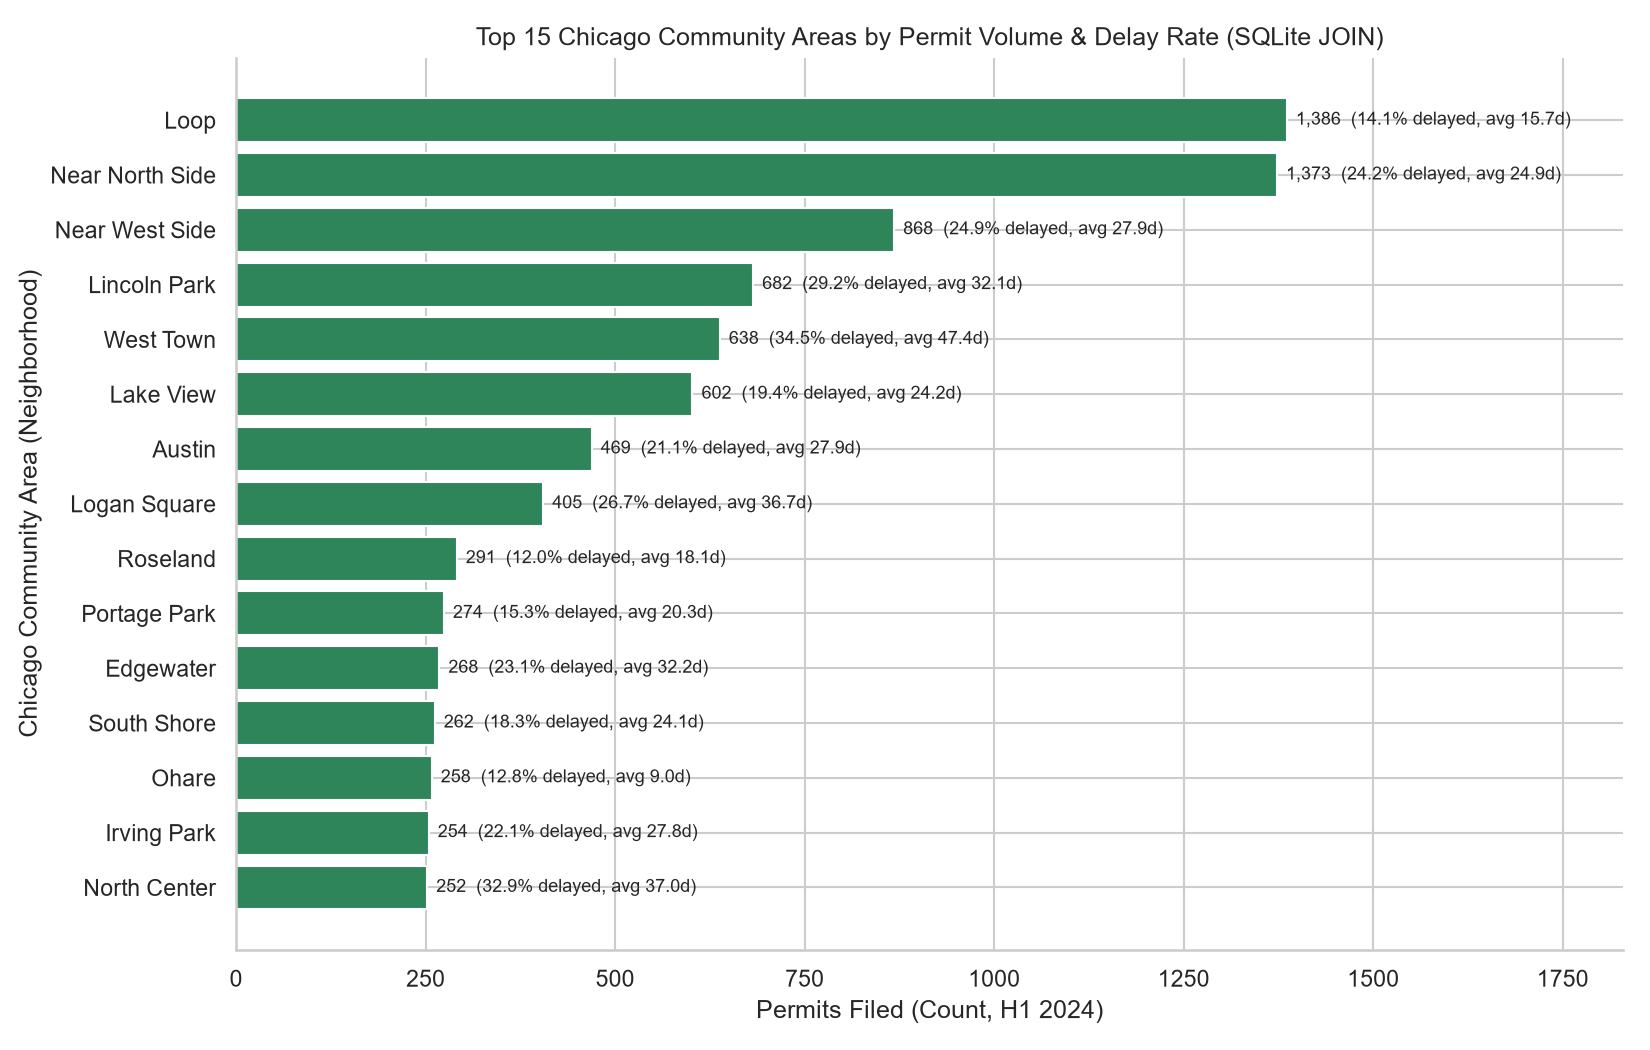 Top 15 Chicago Community Areas by Permit Volume & Delay Rate (SQLite JOIN)
Chicago Community Area (Neighborhood)
Loop 1,386 (14.1% delayed, avg 15.7d)
Near North Side 1,373 (24.2% delayed, avg 24.9d)
Near West Side 868 (24.9% delayed, avg 27.9d)
Lincoln Park 682 (29.2% delayed, avg 32.1d)
West Town 638 (34.5% delayed, avg 47.4d)
Lake View 602 (19.4% delayed, avg 24.2d)
Austin 469 (21.1% delayed, avg 27.9d)
Logan Square 405 (26.7% delayed, avg 36.7d)
Roseland 291 (12.0% delayed, avg 18.1d)
Portage Park 274 (15.3% delayed, avg 20.3d)
Edgewater 268 (23.1% delayed, avg 32.2d)
South Shore 262 (18.3% delayed, avg 24.1d)
Ohare 258 (12.8% delayed, avg 9.0d)
Irving Park 254 (22.1% delayed, avg 27.8d)
North Center 252 (32.9% delayed, avg 37.0d)
0 250 500 750 1000 1250 1500 1750
Permits Filed (Count, H1 2024)